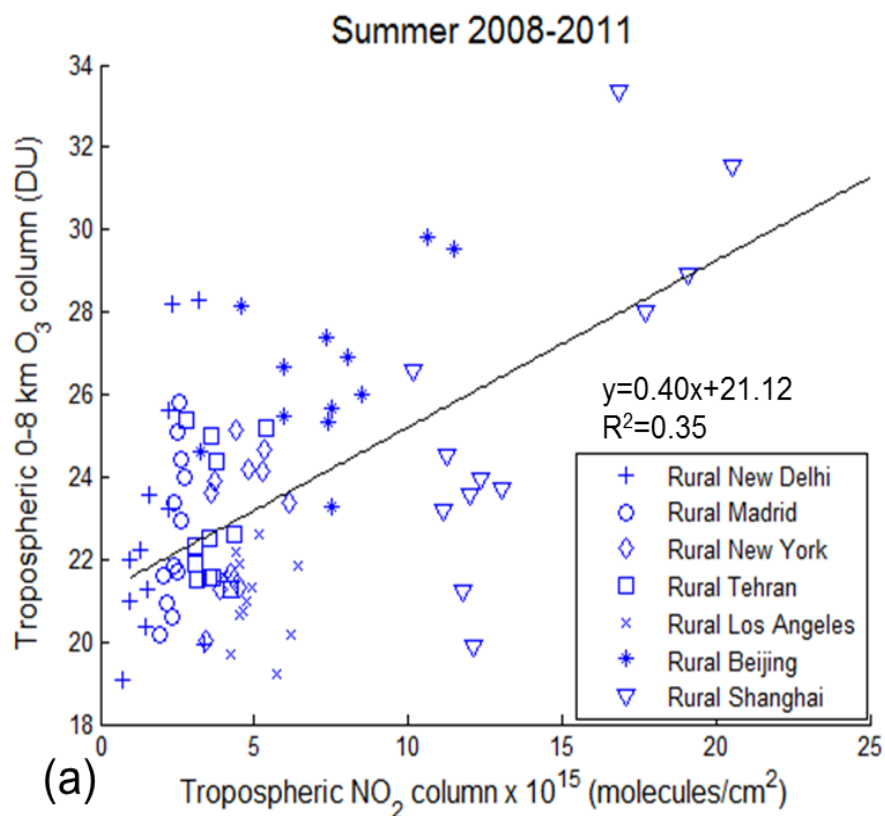 Summer 2008-2011
Tropospheric 0-8 km O₃ column (DU)
34
32
30
28
26
24
22
20
18
y=0.40x+21.12
R²=0.35
Rural New Delhi
Rural Madrid
Rural New York
Rural Tehran
Rural Los Angeles
Rural Beijing
Rural Shanghai
0 5 10 15 20 25
(a)
Tropospheric NO₂ column x 10¹⁵ (molecules/cm²)